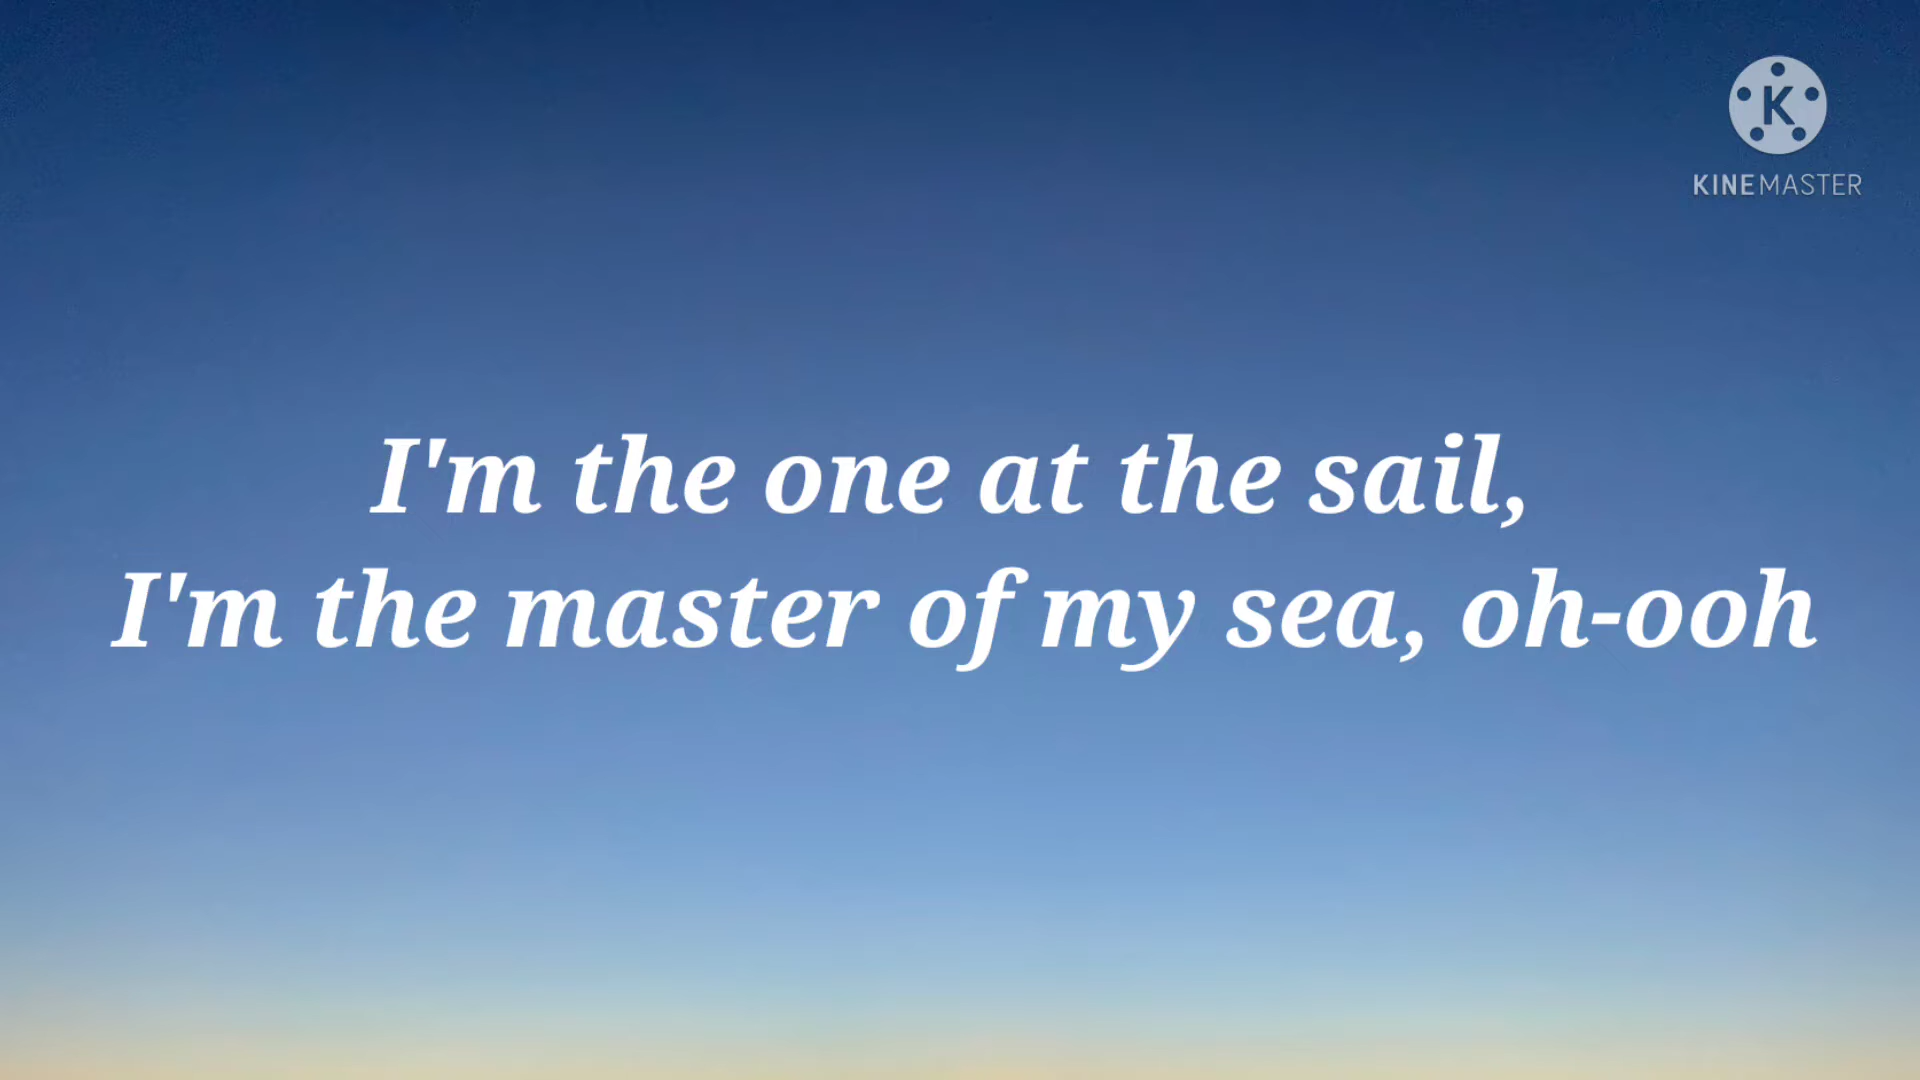 K
KINEMASTER
I'm the one at the sail,
I'm the master of my sea, oh-ooh